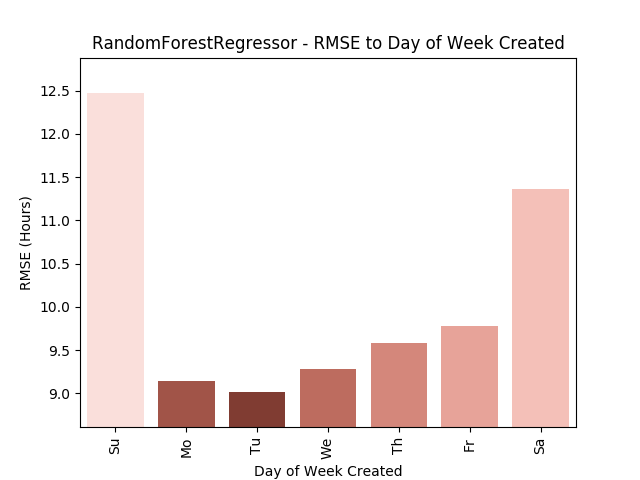 RandomForestRegressor - RMSE to Day of Week Created
12.5
12.0
11.5
11.0
10.5
10.0
9.5
9.0
RMSE (Hours)
Su
Mo
Tu
We
Th
Fr
Sa
Day of Week Created